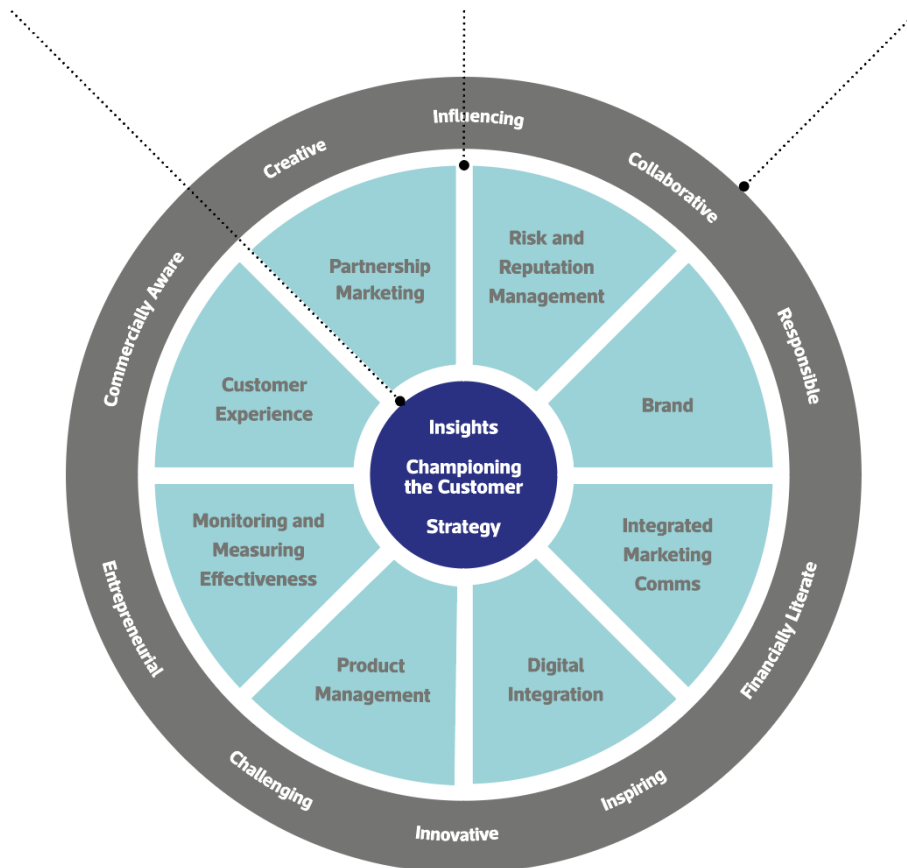 Influencing
Creative
Collaborative
Commercially Aware
Responsible
Entrepreneurial
Financially Literate
Challenging
Inspiring
Innovative
Partnership
Marketing
Risk and
Reputation
Management
Customer
Experience
Brand
Monitoring and
Measuring
Effectiveness
Integrated
Marketing
Comms
Product
Management
Digital
Integration
Insights
Championing
the Customer
Strategy